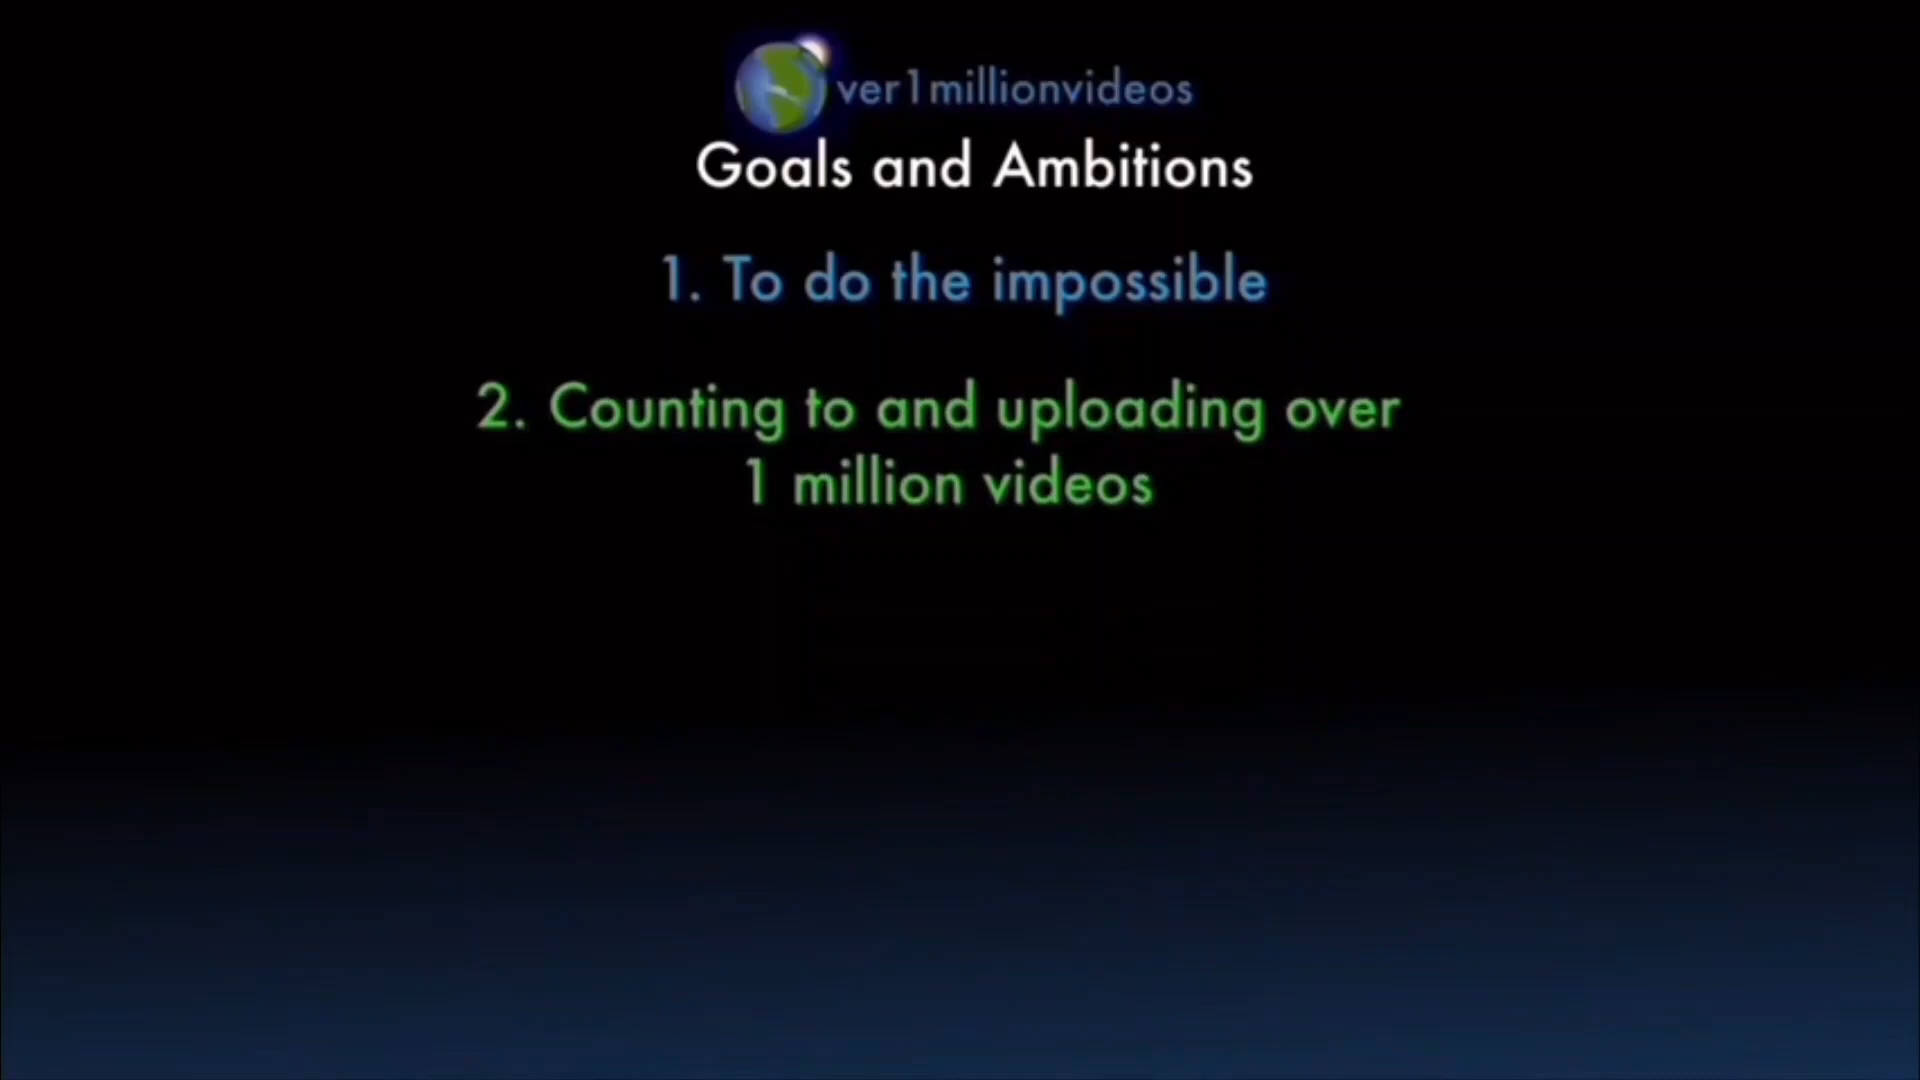 ver1millionvideos
Goals and Ambitions
1. To do the impossible
2. Counting to and uploading over
1 million videos